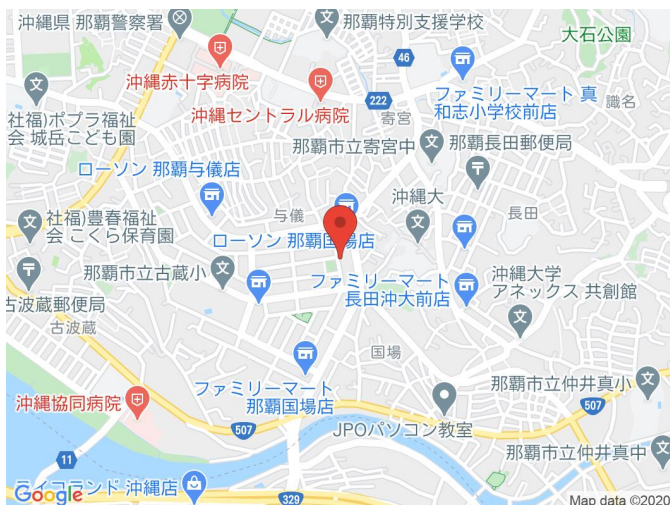 沖縄県 那覇警察署
那覇特別支援学校
大石公園
沖縄赤十字病院
46
ファミリーマート 真
和志小学校前店
識名
社福)ポプラ福祉
会 城岳こども園
沖縄セントラル病院
222
寄宮
那覇市立寄宮中
那覇長田郵便局
ローソン 那覇与儀店
与儀
沖縄大
長田
社福)豊春福祉
会 こくら保育園
ローソン 那覇国場店
那覇市立古蔵小
ファミリーマート
長田沖大前店
沖縄大学
アネックス 共創館
古波蔵郵便局
古波蔵
国場
ファミリーマート
那覇国場店
那覇市立仲井真小
沖縄協同病院
507
JPOパソコン教室
507
那覇市立仲井真中
11
ライコランド 沖縄店
Google
329
Map data ©2020